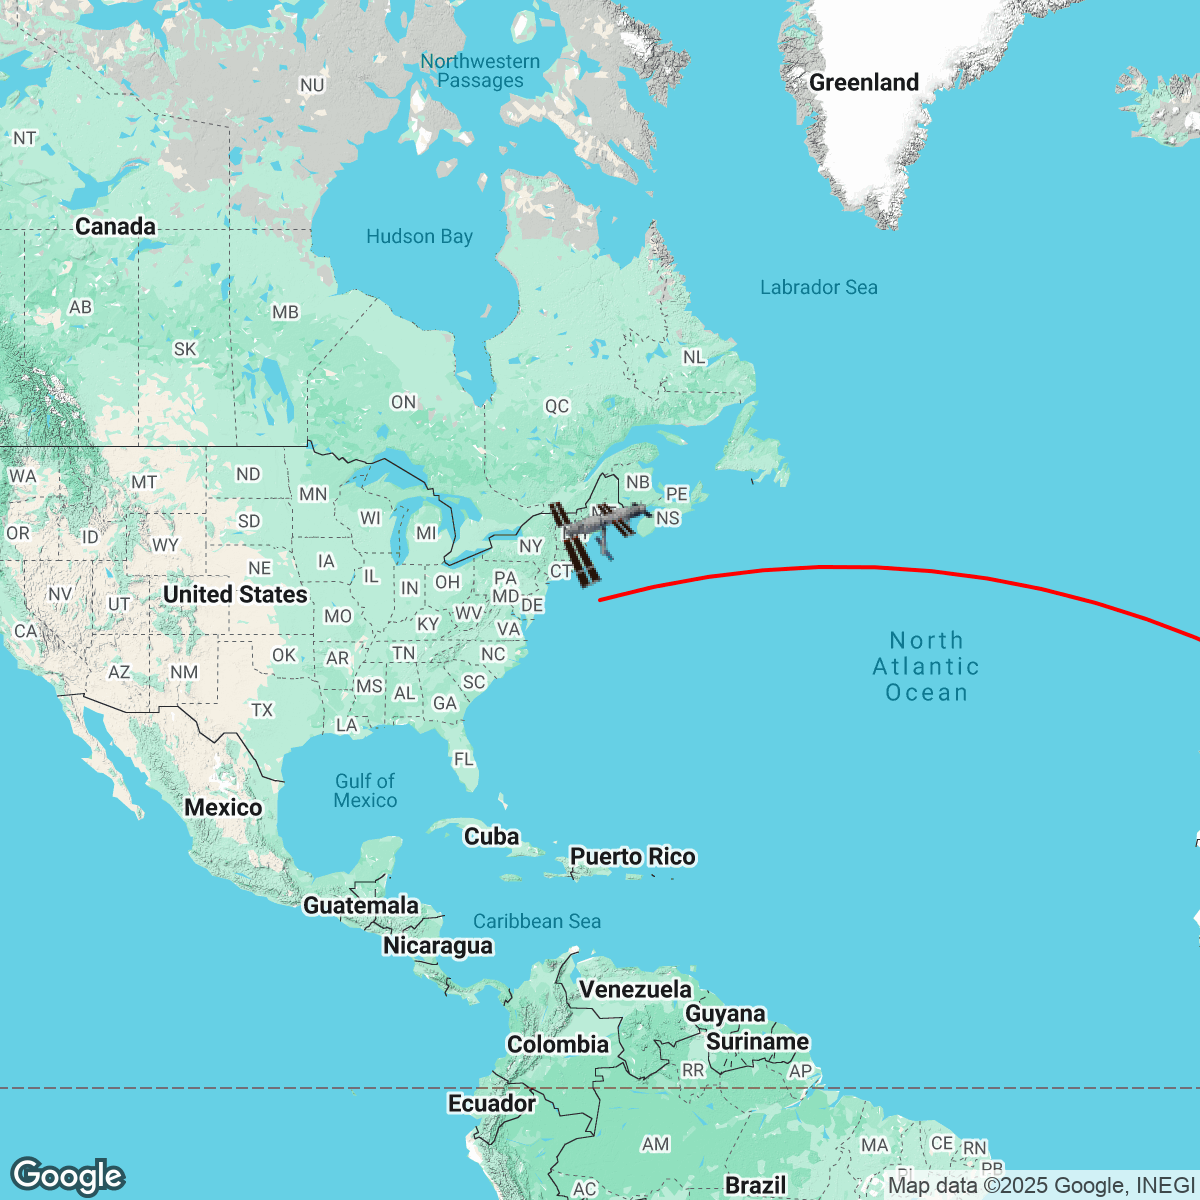 Northwestern
Passages
Greenland
NU
NT
Canada
Hudson Bay
Labrador Sea
AB
MB
SK
NL
ON
QC
WA
MT
ND
MN
NB
PE
NS
OR
ID
SD
WI
MI
NY
WY
IA
NE
IL
IN
OH
PA
CT
NV
UT
United States
MD
DE
MO
KY
WV
VA
CA
AZ
NM
OK
AR
TN
NC
North
Atlantic
Ocean
MS
AL
SC
GA
TX
LA
FL
Gulf of
Mexico
Mexico
Cuba
Puerto Rico
Guatemala
Caribbean Sea
Nicaragua
Venezuela
Guyana
Colombia
Suriname
RR
AP
Ecuador
AM
MA
CE
RN
PB
AC
Brazil
Google
Map data ©2025 Google, INEGI